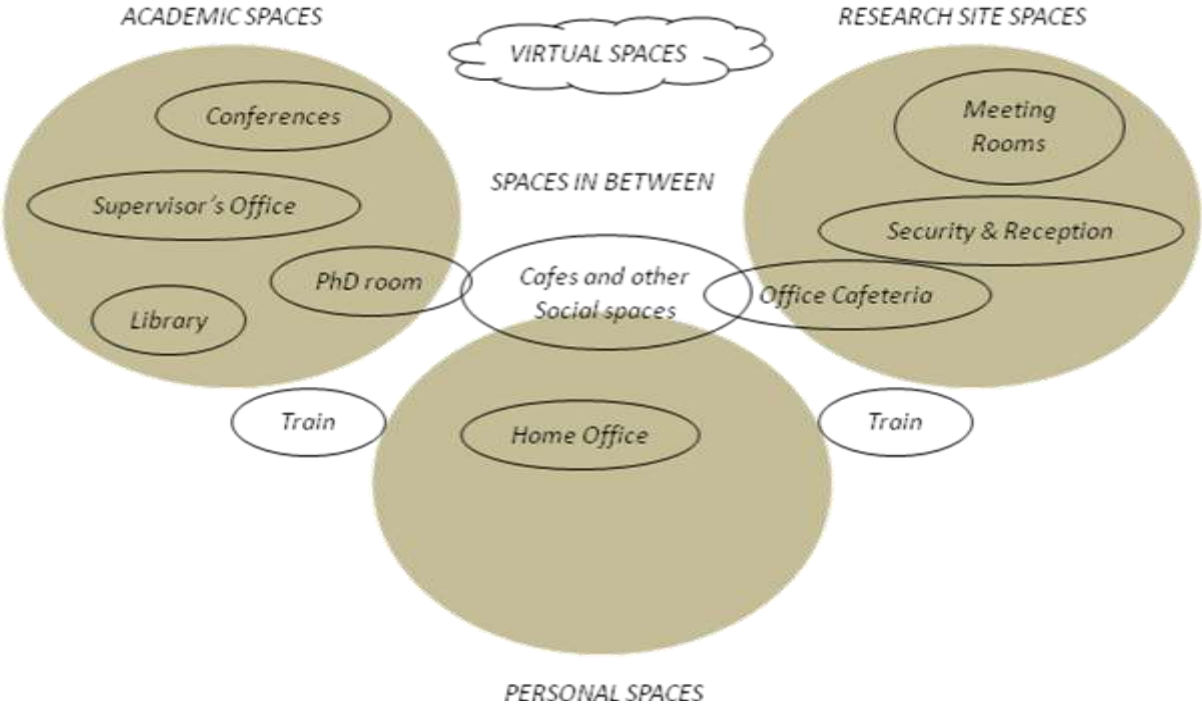 ACADEMIC SPACES
VIRTUAL SPACES
RESEARCH SITE SPACES
Conferences
Meeting
Rooms
SPACES IN BETWEEN
Supervisor's Office
Security & Reception
PhD room
Cafes and other
Social spaces
Office Cafeteria
Library
Train
Home Office
Train
PERSONAL SPACES